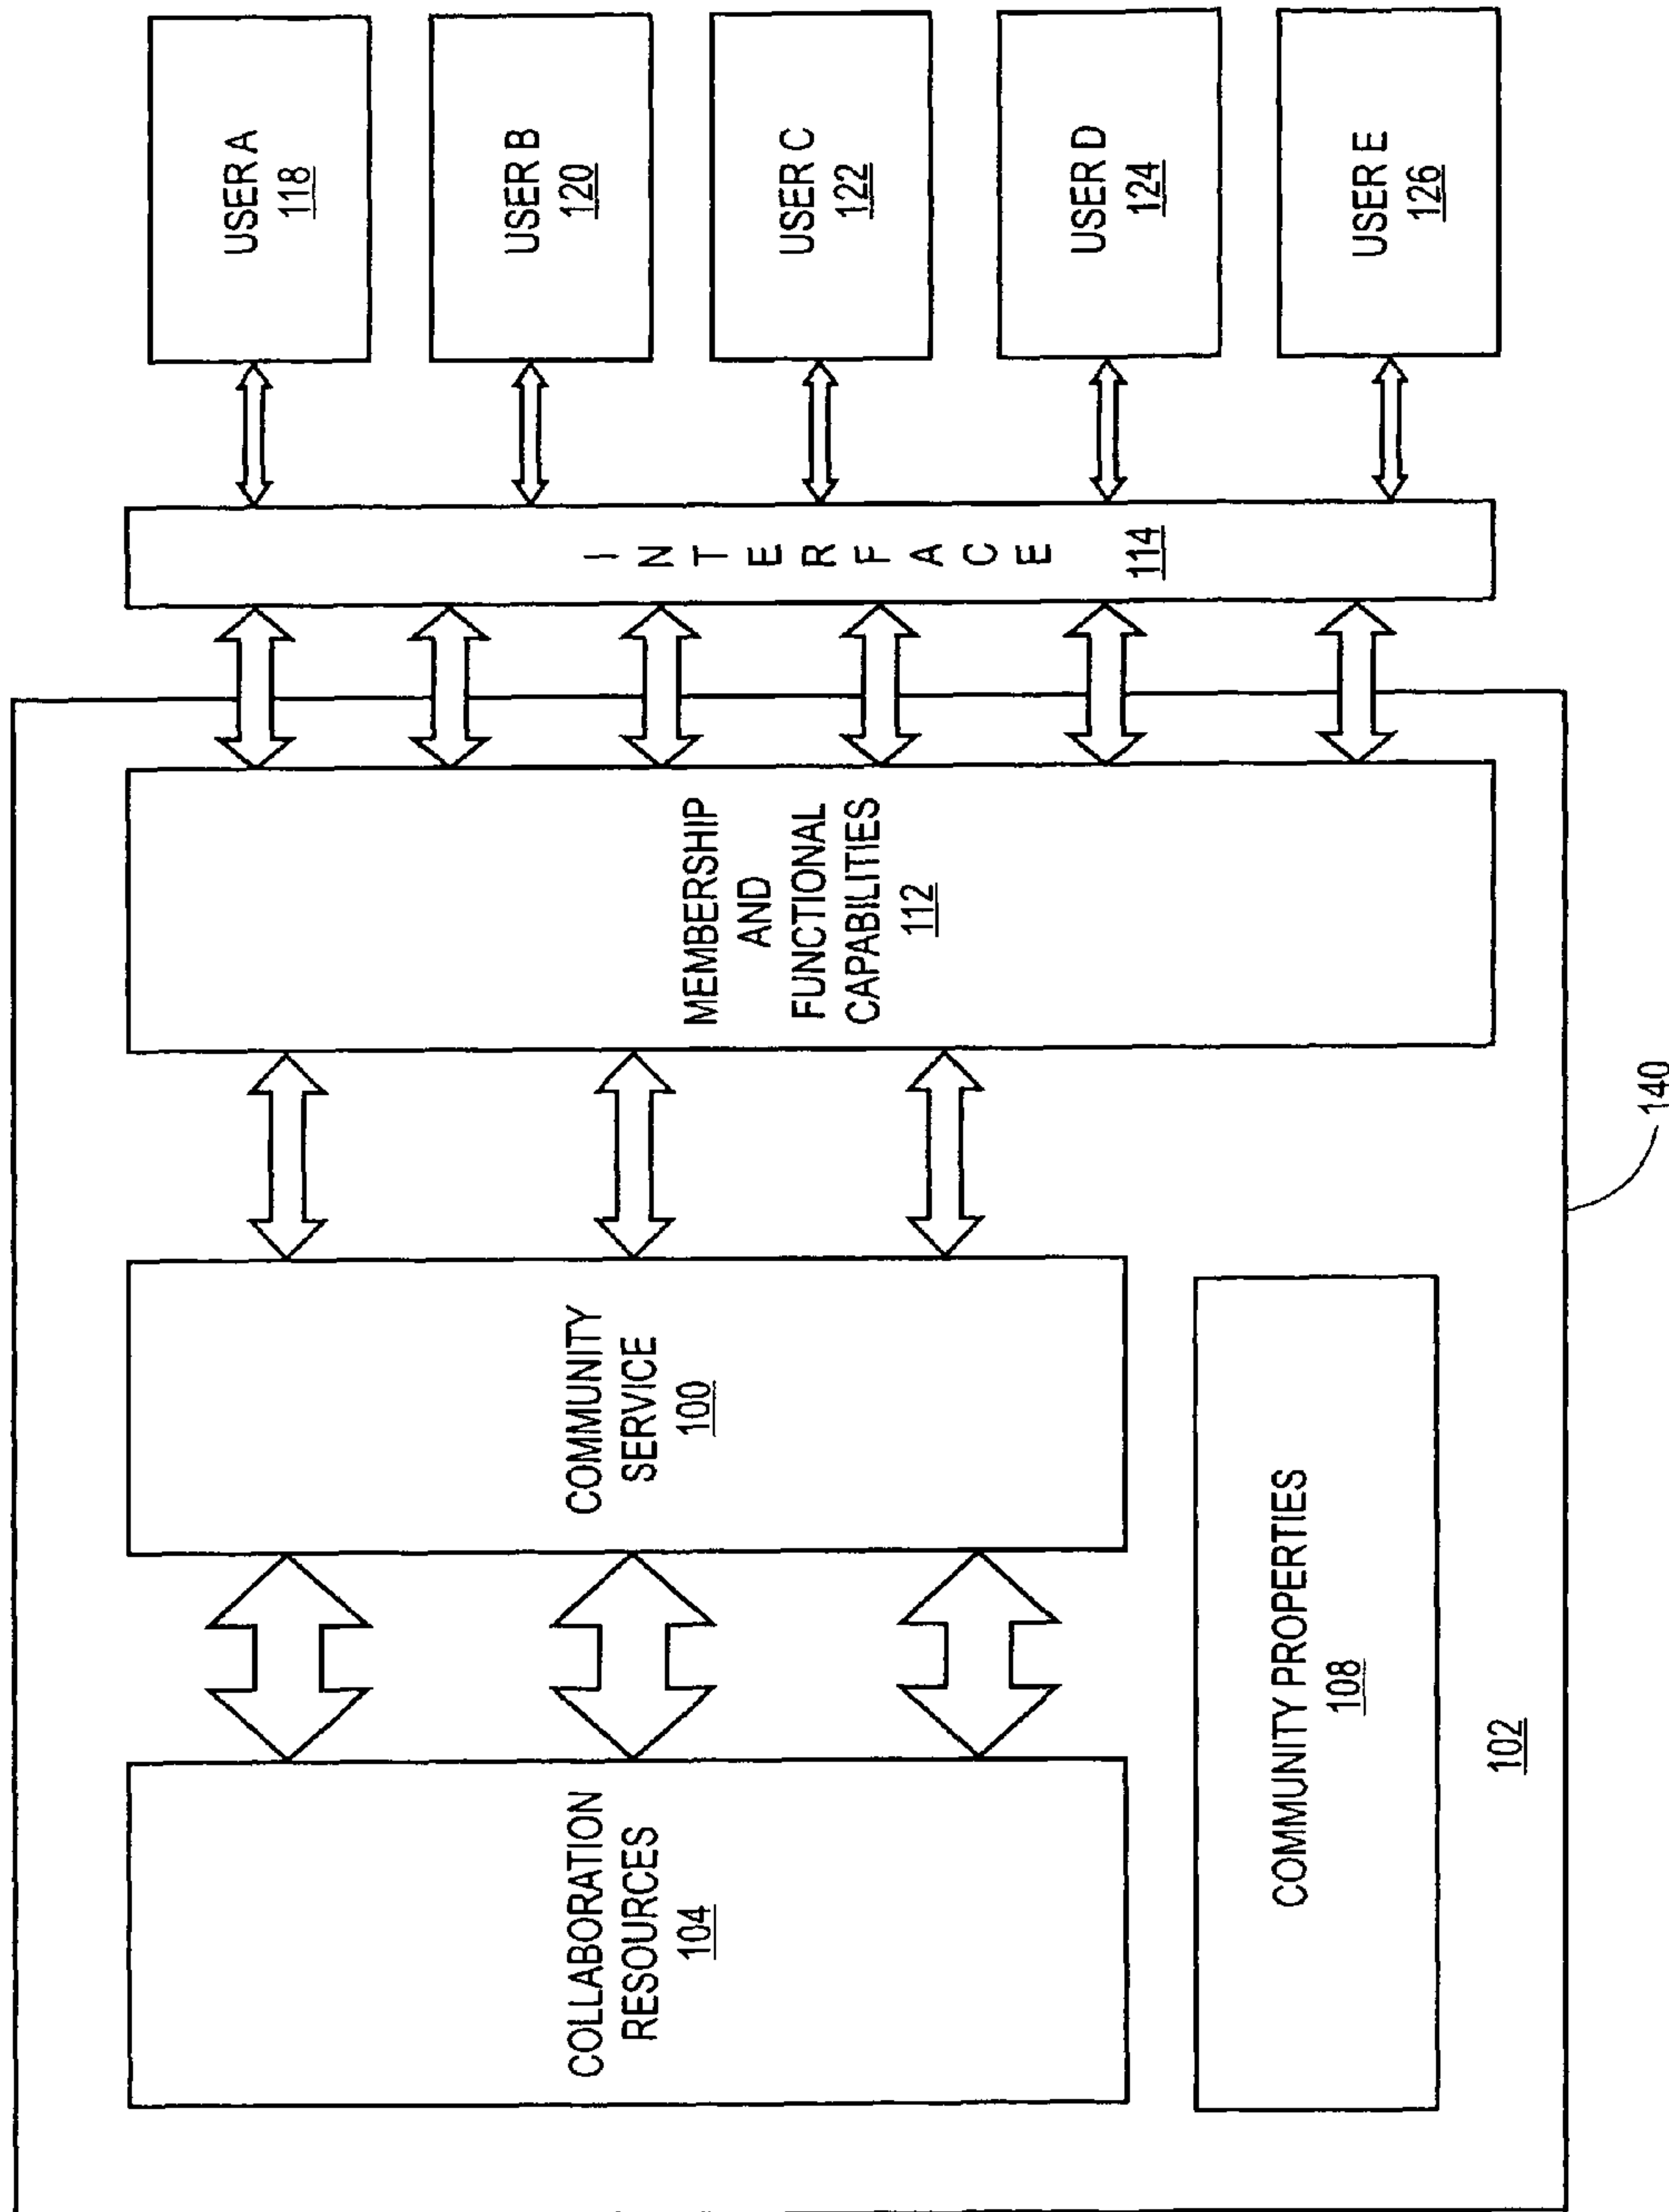 COLLABORATION
RESOURCES
104
COMMUNITY
SERVICE
100
MEMBERSHIP
AND
FUNCTIONAL
CAPABILITIES
112
INTERFACE
114
USER A
118
USER B
120
USER C
122
USER D
124
USER E
126
COMMUNITY PROPERTIES
108
102
140